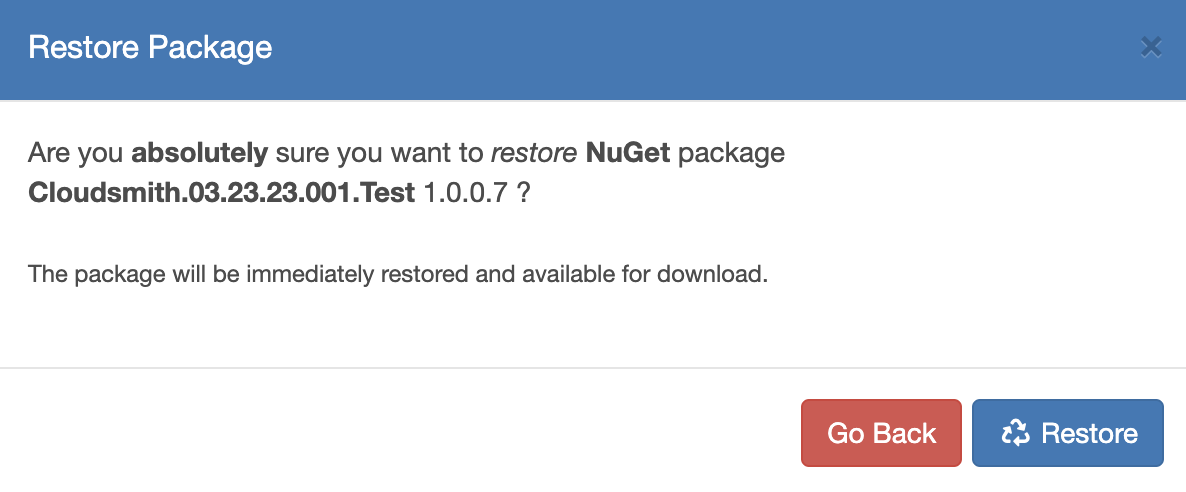 Restore Package
Are you absolutely sure you want to restore NuGet package
Cloudsmith.03.23.23.001.Test 1.0.0.7 ?
The package will be immediately restored and available for download.
Go Back
Restore